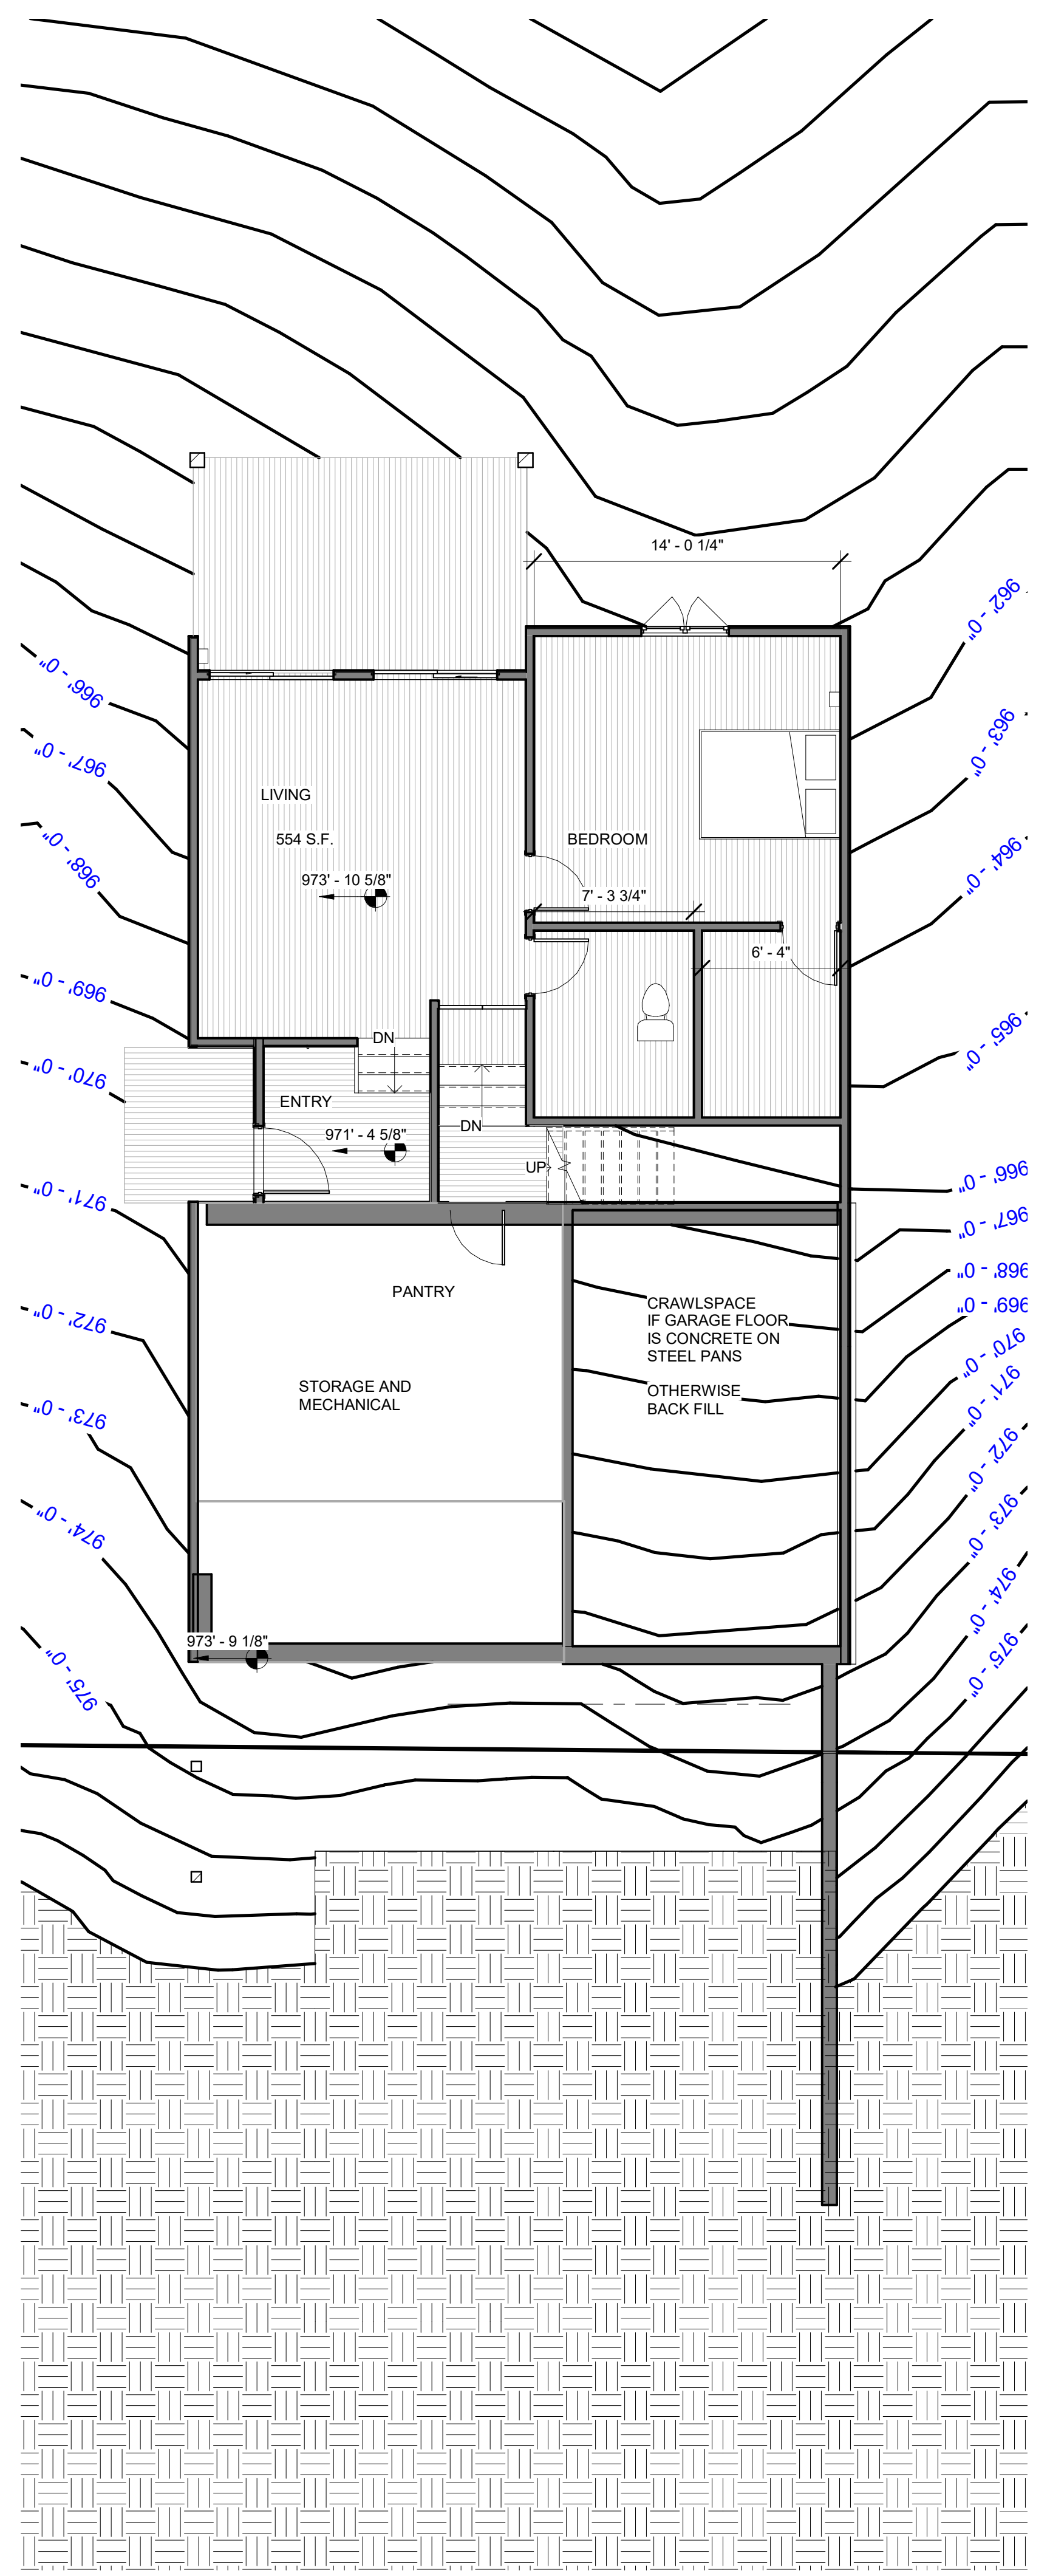 14' - 0 1/4"
962' - 0"
966' - 0"
963' - 0"
967' - 0"
LIVING
554 S.F.
BEDROOM
964' - 0"
968' - 0"
973' - 10 5/8"
7' - 3 3/4"
6' - 4"
969' - 0"
965' - 0"
DN
970' - 0"
ENTRY
DN
971' - 4 5/8"
UP
966' - 0"
971' - 0"
967' - 0"
968' - 0"
PANTRY
969' - 0"
CRAWLSPACE
IF GARAGE FLOOR
IS CONCRETE ON
STEEL PANS
972' - 0"
970' - 0"
STORAGE AND
MECHANICAL
OTHERWISE
BACK FILL
971' - 0"
973' - 0"
972' - 0"
974' - 0"
973' - 0"
974' - 0"
973' - 9 1/8"
975' - 0"
975' - 0"